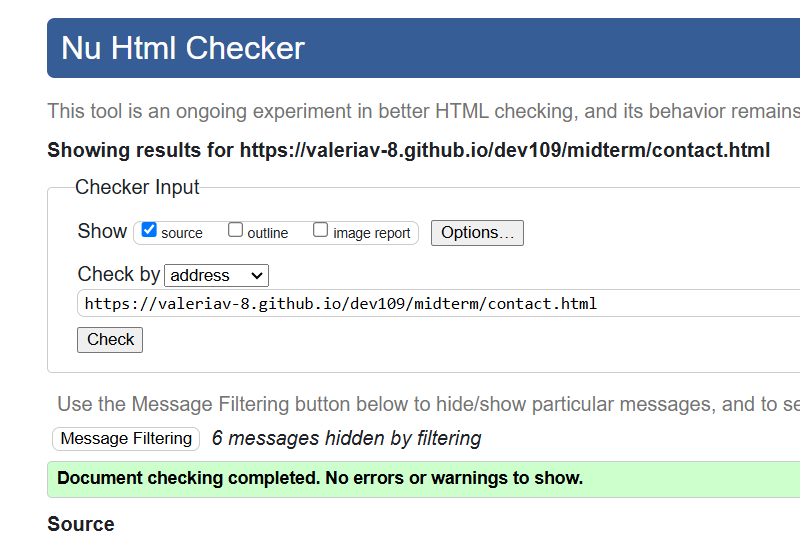 Nu Html Checker
This tool is an ongoing experiment in better HTML checking, and its behavior remains
Showing results for https://valeriav-8.github.io/dev109/midterm/contact.html
Checker Input
Show source outline image report Options...
Check by address
https://valeriav-8.github.io/dev109/midterm/contact.html
Check
Use the Message Filtering button below to hide/show particular messages, and to se
Message Filtering 6 messages hidden by filtering
Document checking completed. No errors or warnings to show.
Source